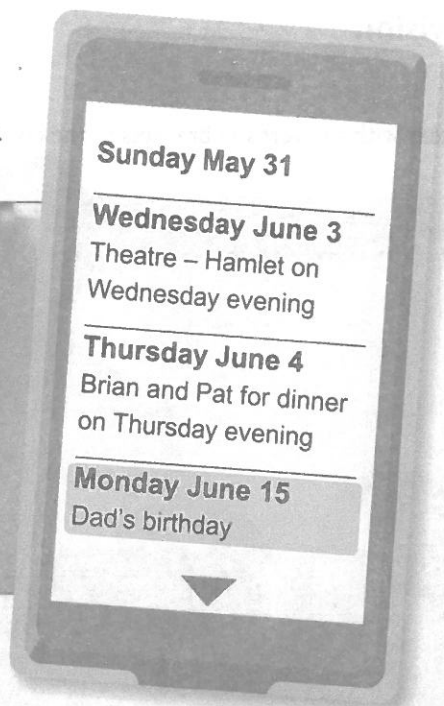 Sunday May 31
Wednesday June 3
Theatre – Hamlet on
Wednesday evening
Thursday June 4
Brian and Pat for dinner
on Thursday evening
Monday June 15
Dad's birthday